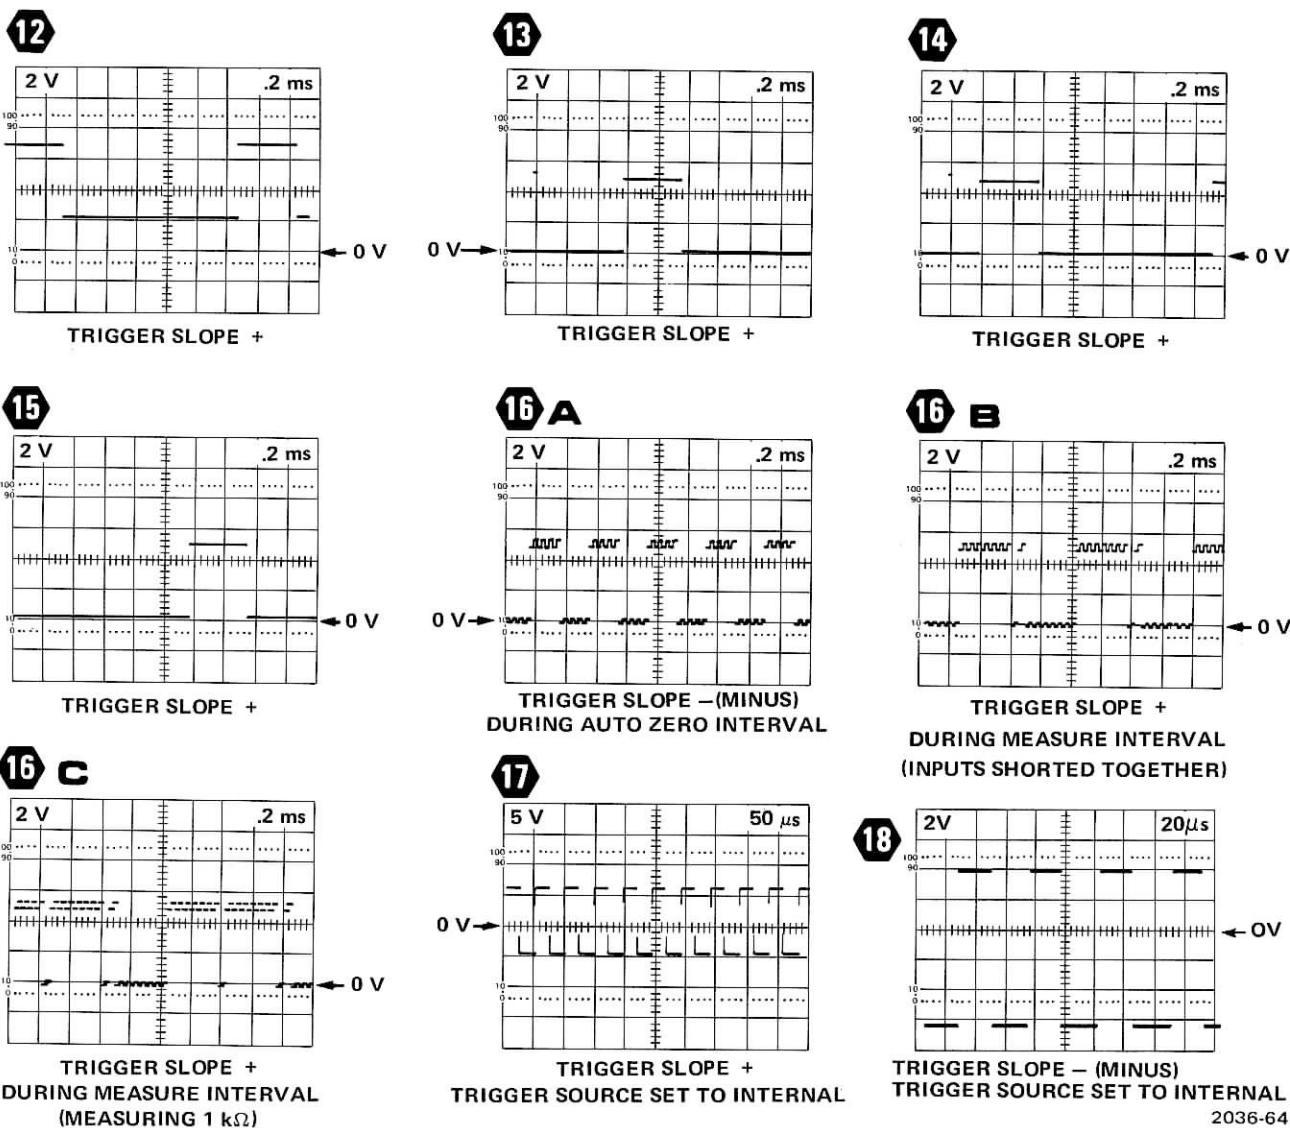 12
2 V .2 ms
100
90
10
0
0 V
TRIGGER SLOPE +
13
2 V .2 ms
100
90
0 V
10
0
TRIGGER SLOPE +
14
2 V .2 ms
100
90
10
0
0 V
TRIGGER SLOPE +
15
2 V .2 ms
100
90
10
0
0 V
TRIGGER SLOPE +
16 A
2 V .2 ms
100
90
0 V
10
0
TRIGGER SLOPE –(MINUS)
DURING AUTO ZERO INTERVAL
16 B
2 V .2 ms
100
90
10
0
0 V
TRIGGER SLOPE +
DURING MEASURE INTERVAL
(INPUTS SHORTED TOGETHER)
16 C
2 V .2 ms
100
90
10
0
0 V
TRIGGER SLOPE +
DURING MEASURE INTERVAL
(MEASURING 1 kΩ)
17
5 V 50 μs
100
90
0 V
10
0
TRIGGER SLOPE +
TRIGGER SOURCE SET TO INTERNAL
18
2V 20μs
100
90
0V
10
0
TRIGGER SLOPE – (MINUS)
TRIGGER SOURCE SET TO INTERNAL
2036-64